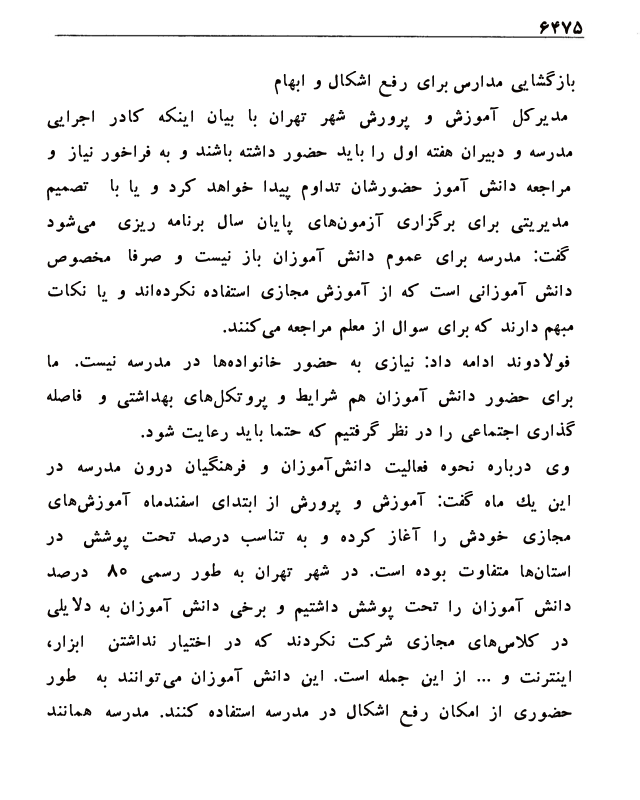 ۶۴۷۵
بازگشایی مدارس برای رفع اشکال و ابهام
مدیرکل آموزش و پرورش شهر تهران با بیان اینکه کادر اجرایی
مدرسه و دبیران هفته اول را باید حضور داشته باشند و به فراخور نیاز و
مراجعه دانش آموز حضورشان تداوم پیدا خواهد کرد و یا با تصمیم
مدیریتی برای برگزاری آزمون‌های پایان سال برنامه ریزی می‌شود
گفت: مدرسه برای عموم دانش آموزان باز نیست و صرفا مخصوص
دانش آموزانی است که از آموزش مجازی استفاده نکرده‌اند و یا نکات
مبهم دارند که برای سوال از معلم مراجعه می‌کنند.
فولادوند ادامه داد: نیازی به حضور خانواده‌ها در مدرسه نیست. ما
برای حضور دانش آموزان هم شرایط و پروتکل‌های بهداشتی و فاصله
گذاری اجتماعی را در نظر گرفتیم که حتما باید رعایت شود.
وی درباره نحوه فعالیت دانش‌آموزان و فرهنگیان درون مدرسه در
این یك ماه گفت: آموزش و پرورش از ابتدای اسفندماه آموزش‌های
مجازی خودش را آغاز کرده و به تناسب درصد تحت پوشش در
استان‌ها متفاوت بوده است. در شهر تهران به طور رسمی ۸۰ درصد
دانش آموزان را تحت پوشش داشتیم و برخی دانش آموزان به دلایلی
در کلاس‌های مجازی شرکت نکردند که در اختیار نداشتن ابزار،
اینترنت و ... از این جمله است. این دانش آموزان می‌توانند به طور
حضوری از امکان رفع اشکال در مدرسه استفاده کنند. مدرسه همانند